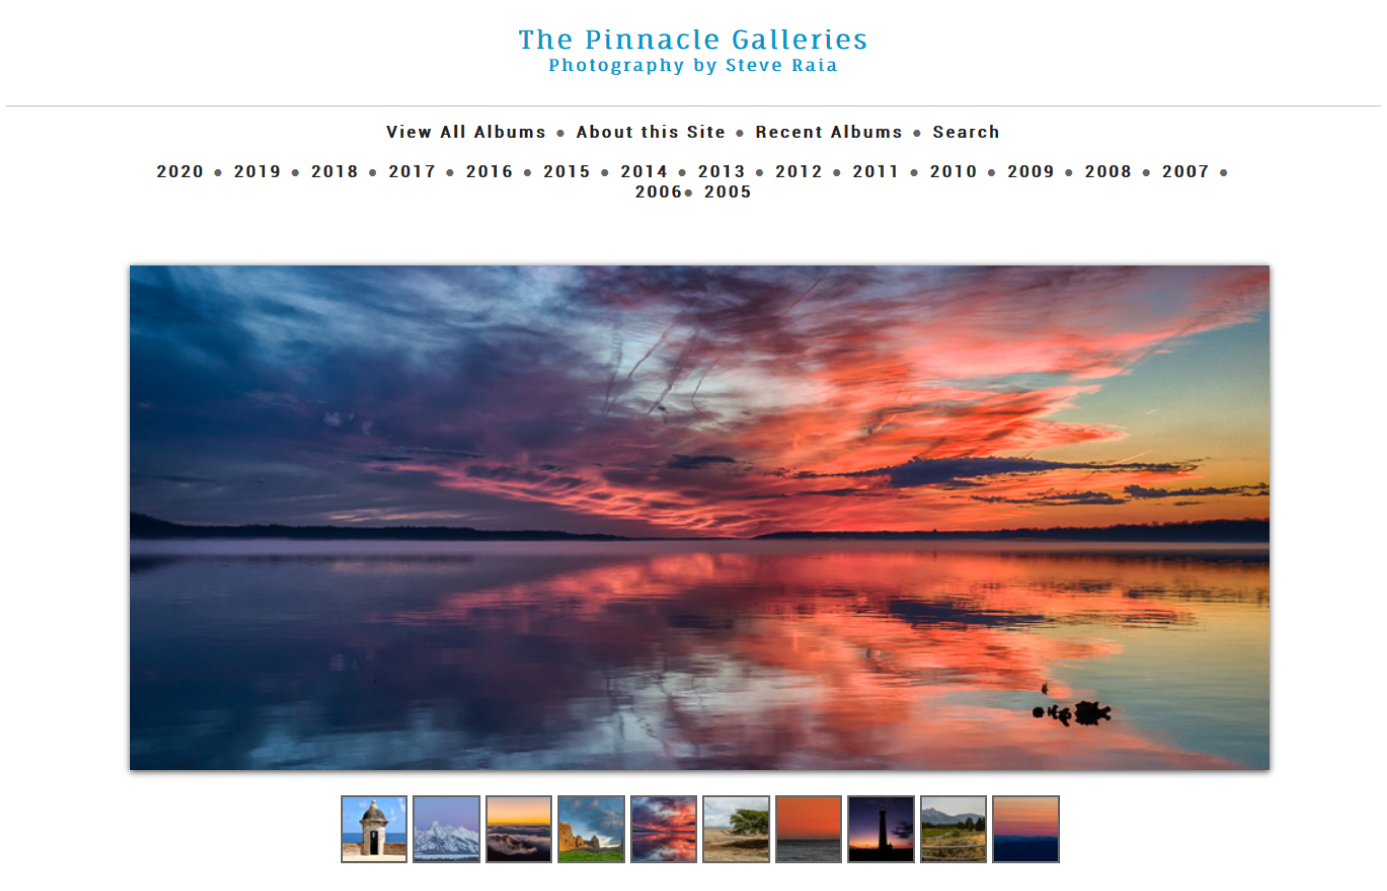 The Pinnacle Galleries
Photography by Steve Raia
View All Albums ● About this Site ● Recent Albums ● Search
2020 ● 2019 ● 2018 ● 2017 ● 2016 ● 2015 ● 2014 ● 2013 ● 2012 ● 2011 ● 2010 ● 2009 ● 2008 ● 2007 ●
2006● 2005